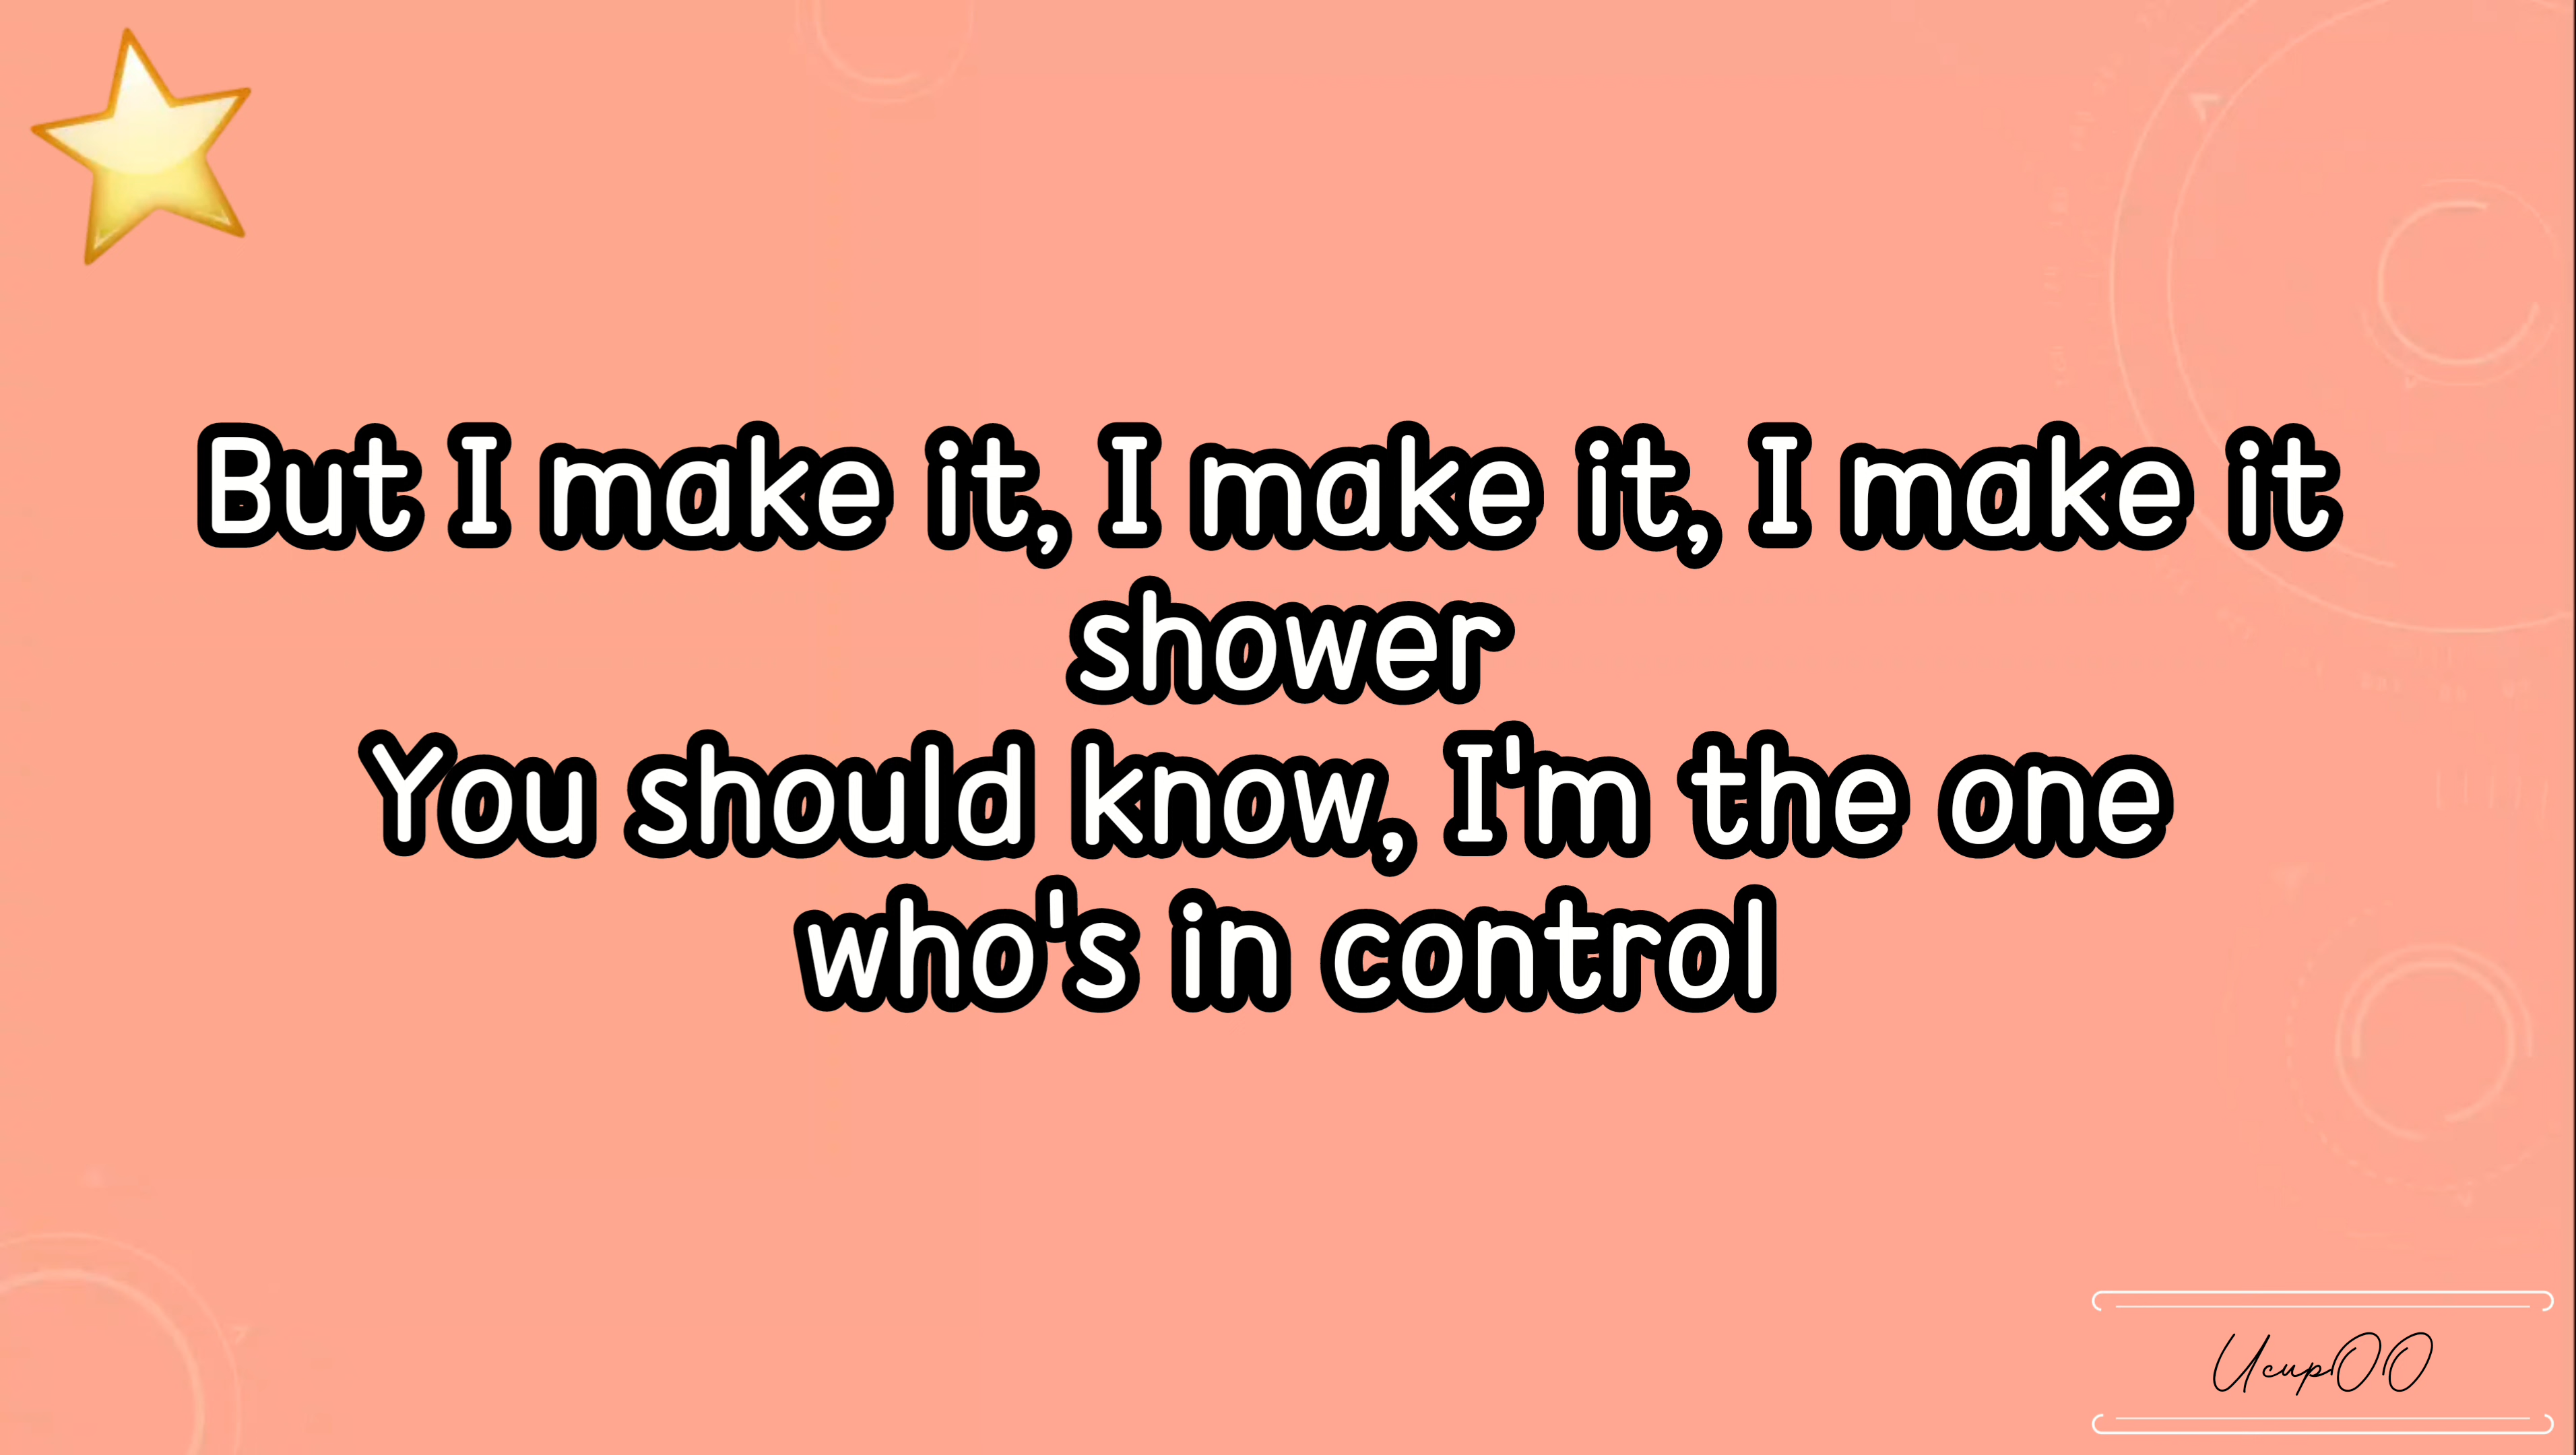 But I make it, I make it, I make it
shower
You should know, I'm the one
who's in control
Ucup00